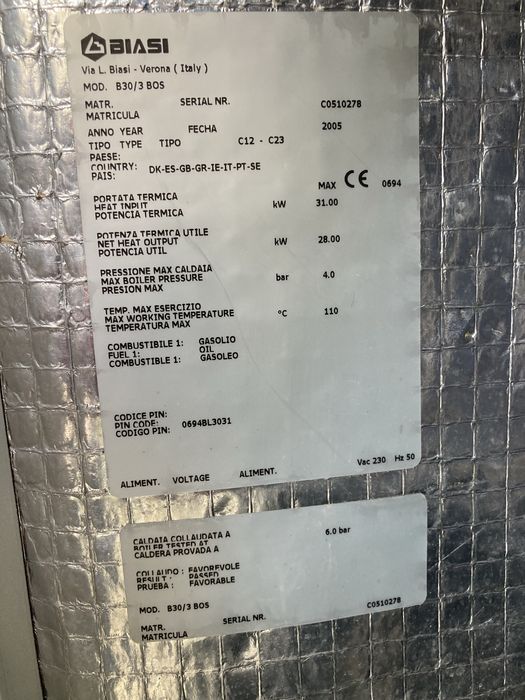 BIASI
Via L. Biasi - Verona ( Italy )
MOD. B30/3 BOS
MATR. SERIAL NR. C0510278
MATRICULA
ANNO YEAR FECHA 2005
TIPO TYPE TIPO C12 - C23
PAESE:
COUNTRY: DK-ES-GB-GR-IE-IT-PT-SE
PAIS:
MAX CE 0694
PORTATA TERMICA
HEAT INPUT kW 31.00
POTENCIA TERMICA
POTENZA TERMICA UTILE
NET HEAT OUTPUT kW 28.00
POTENCIA UTIL
PRESSIONE MAX CALDAIA
MAX BOILER PRESSURE bar 4.0
PRESION MAX
TEMP. MAX ESERCIZIO
MAX WORKING TEMPERATURE °C 110
TEMPERATURA MAX
COMBUSTIBILE 1: GASOLIO
FUEL 1: OIL
COMBUSTIBLE 1: GASOLEO
CODICE PIN:
PIN CODE: 0694BL3031
CODIGO PIN:
Vac 230 Hz 50
ALIMENT. VOLTAGE ALIMENT.
CALDATA COLLAUDATA A 6.0 bar
BOILER TESTED AT
CALDERA PROVADA A
COLLAUDO : FAVOREVOLE
RESULT : PASSED
PRUEBA : FAVORABLE
MOD. B30/3 BOS
MATR. SERIAL NR. C0510278
MATRICULA